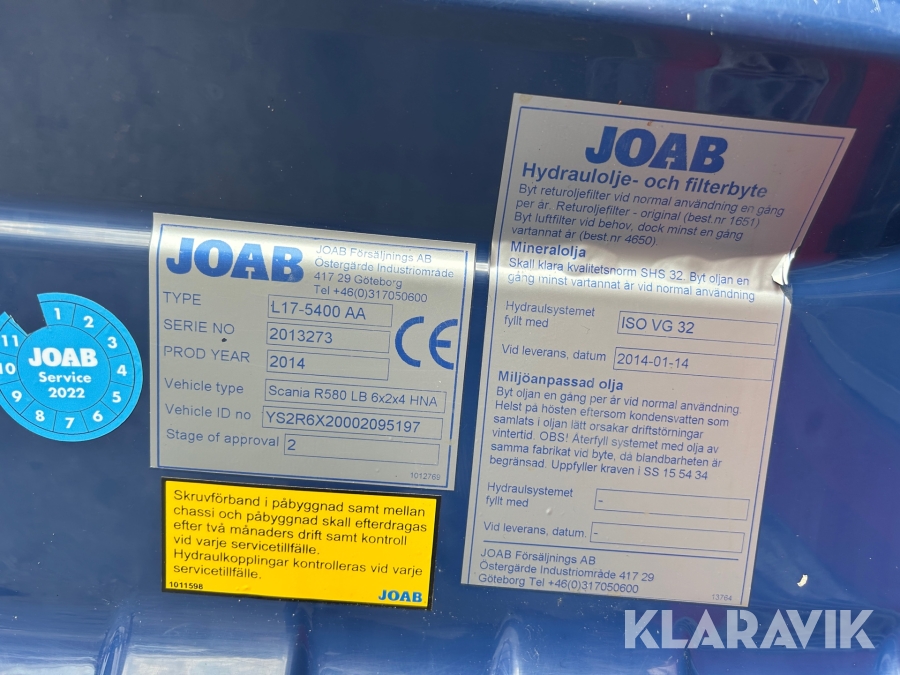 JOAB
JOAB Försäljnings AB
Östergärde Industriområde
417 29 Göteborg
Tel +46(0)317050600
TYPE L17-5400 AA
SERIE NO 2013273
PROD YEAR 2014
CE
Vehicle type Scania R580 LB 6x2x4 HNA
Vehicle ID no YS2R6X20002095197
Stage of approval 2
1012769
JOAB
Hydraulolje- och filterbyte
Byt returoljefilter vid normal användning en gång
per år. Returoljefilter - original (best.nr 1651)
Byt luftfilter vid behov, dock minst en gång
vartannat år (best.nr 4650).
Mineralolja
Skall klara kvalitetsnorm SHS 32. Byt oljan en
gång minst vartannat år vid normal användning
Hydraulsystemet
fyllt med ISO VG 32
Vid leverans, datum 2014-01-14
Miljöanpassad olja
Byt oljan en gång per år vid normal användning.
Helst på hösten eftersom kondensvatten som
samlats i oljan lätt orsakar driftstörningar
vintertid. OBS! Återfyll systemet med olja av
samma fabrikat vid byte, då blandbarheten är
begränsad. Uppfyller kraven i SS 15 54 34
Hydraulsystemet
fyllt med -
Vid leverans, datum. -
JOAB Försäljnings AB
Östergärde Industriområde 417 29
Göteborg Tel +46(0)317050600
13764
1 2 3 4 5 6 7 8 9 10 11
JOAB
Service
2022
Skruvförband i påbyggnad samt mellan
chassi och påbyggnad skall efterdragas
efter två månaders drift samt kontroll
vid varje servicetillfälle.
Hydraulkopplingar kontrolleras vid varje
servicetillfälle.
1011598 JOAB
KLARAVIK